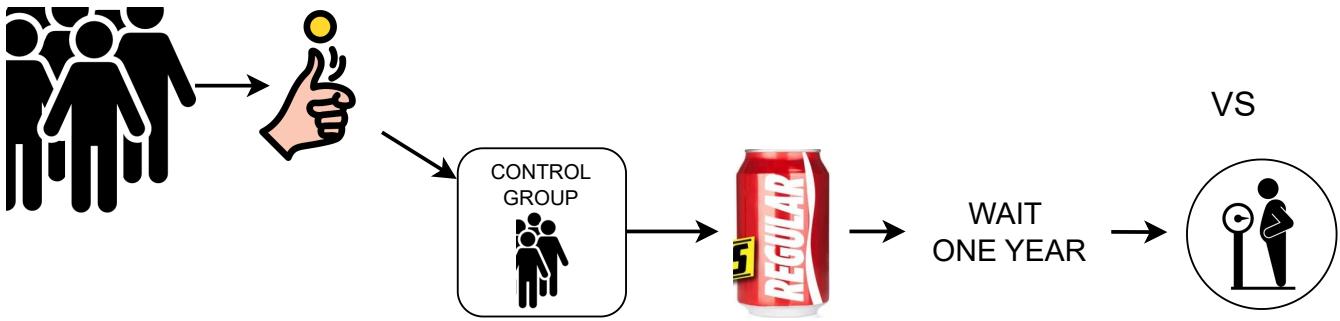 VS
CONTROL
GROUP
REGULAR
WAIT
ONE YEAR